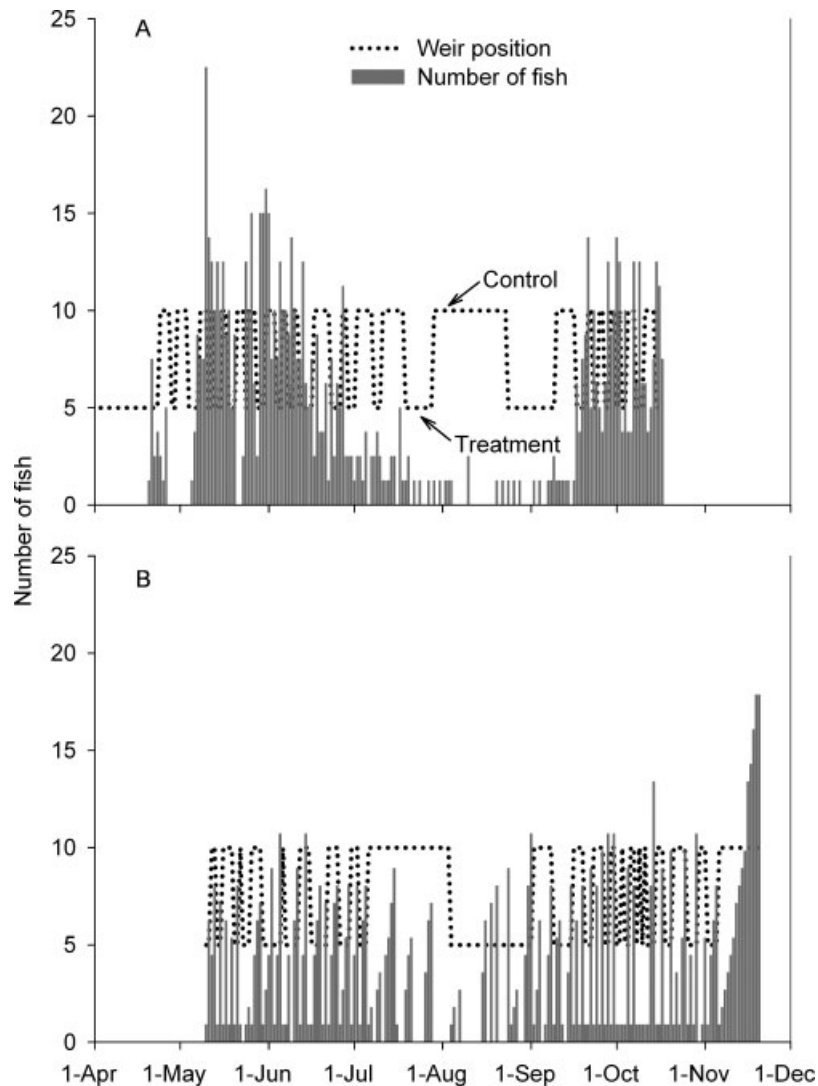 A
Weir position
Number of fish
25
20
15
10
5
0
Control
Treatment
Number of fish
B
25
20
15
10
5
0
1-Apr 1-May 1-Jun 1-Jul 1-Aug 1-Sep 1-Oct 1-Nov 1-Dec